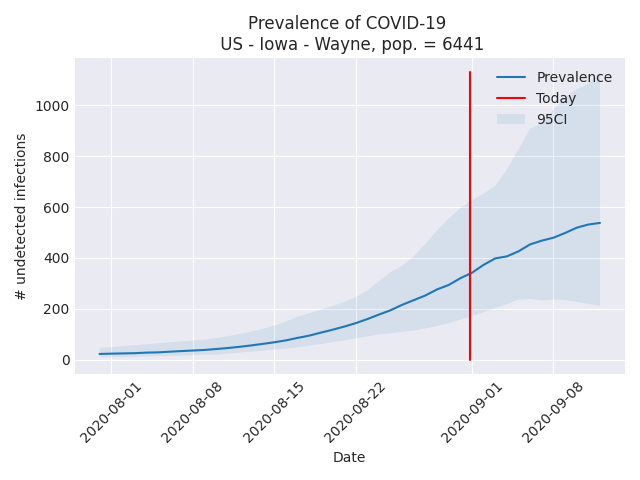 Prevalence of COVID-19
US - Iowa - Wayne, pop. = 6441
Prevalence
Today
95CI
# undetected infections
1000
800
600
400
200
0
2020-08-01
2020-08-08
2020-08-15
2020-08-22
2020-09-01
2020-09-08
Date